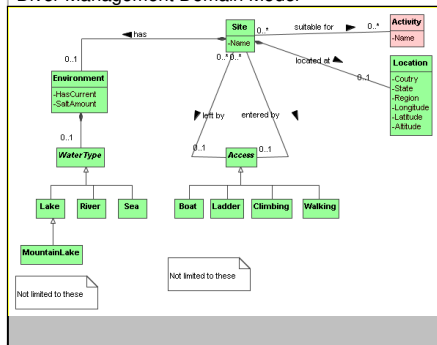 Diver Management Domain Model
Site
-Name
suitable for
0..*
0..*
Activity
-Name
has
located at
0..1
Location
-Coutry
-State
-Region
-Longitude
-Latitude
-Altitude
0..*
0..*
0..1
Environment
-HasCurrent
-SaltAmount
left by
entered by
0..1
WaterType
0..1
0..1
Access
Lake
River
Sea
Boat
Ladder
Climbing
Walking
MountainLake
Not limited to these
Not limited to these